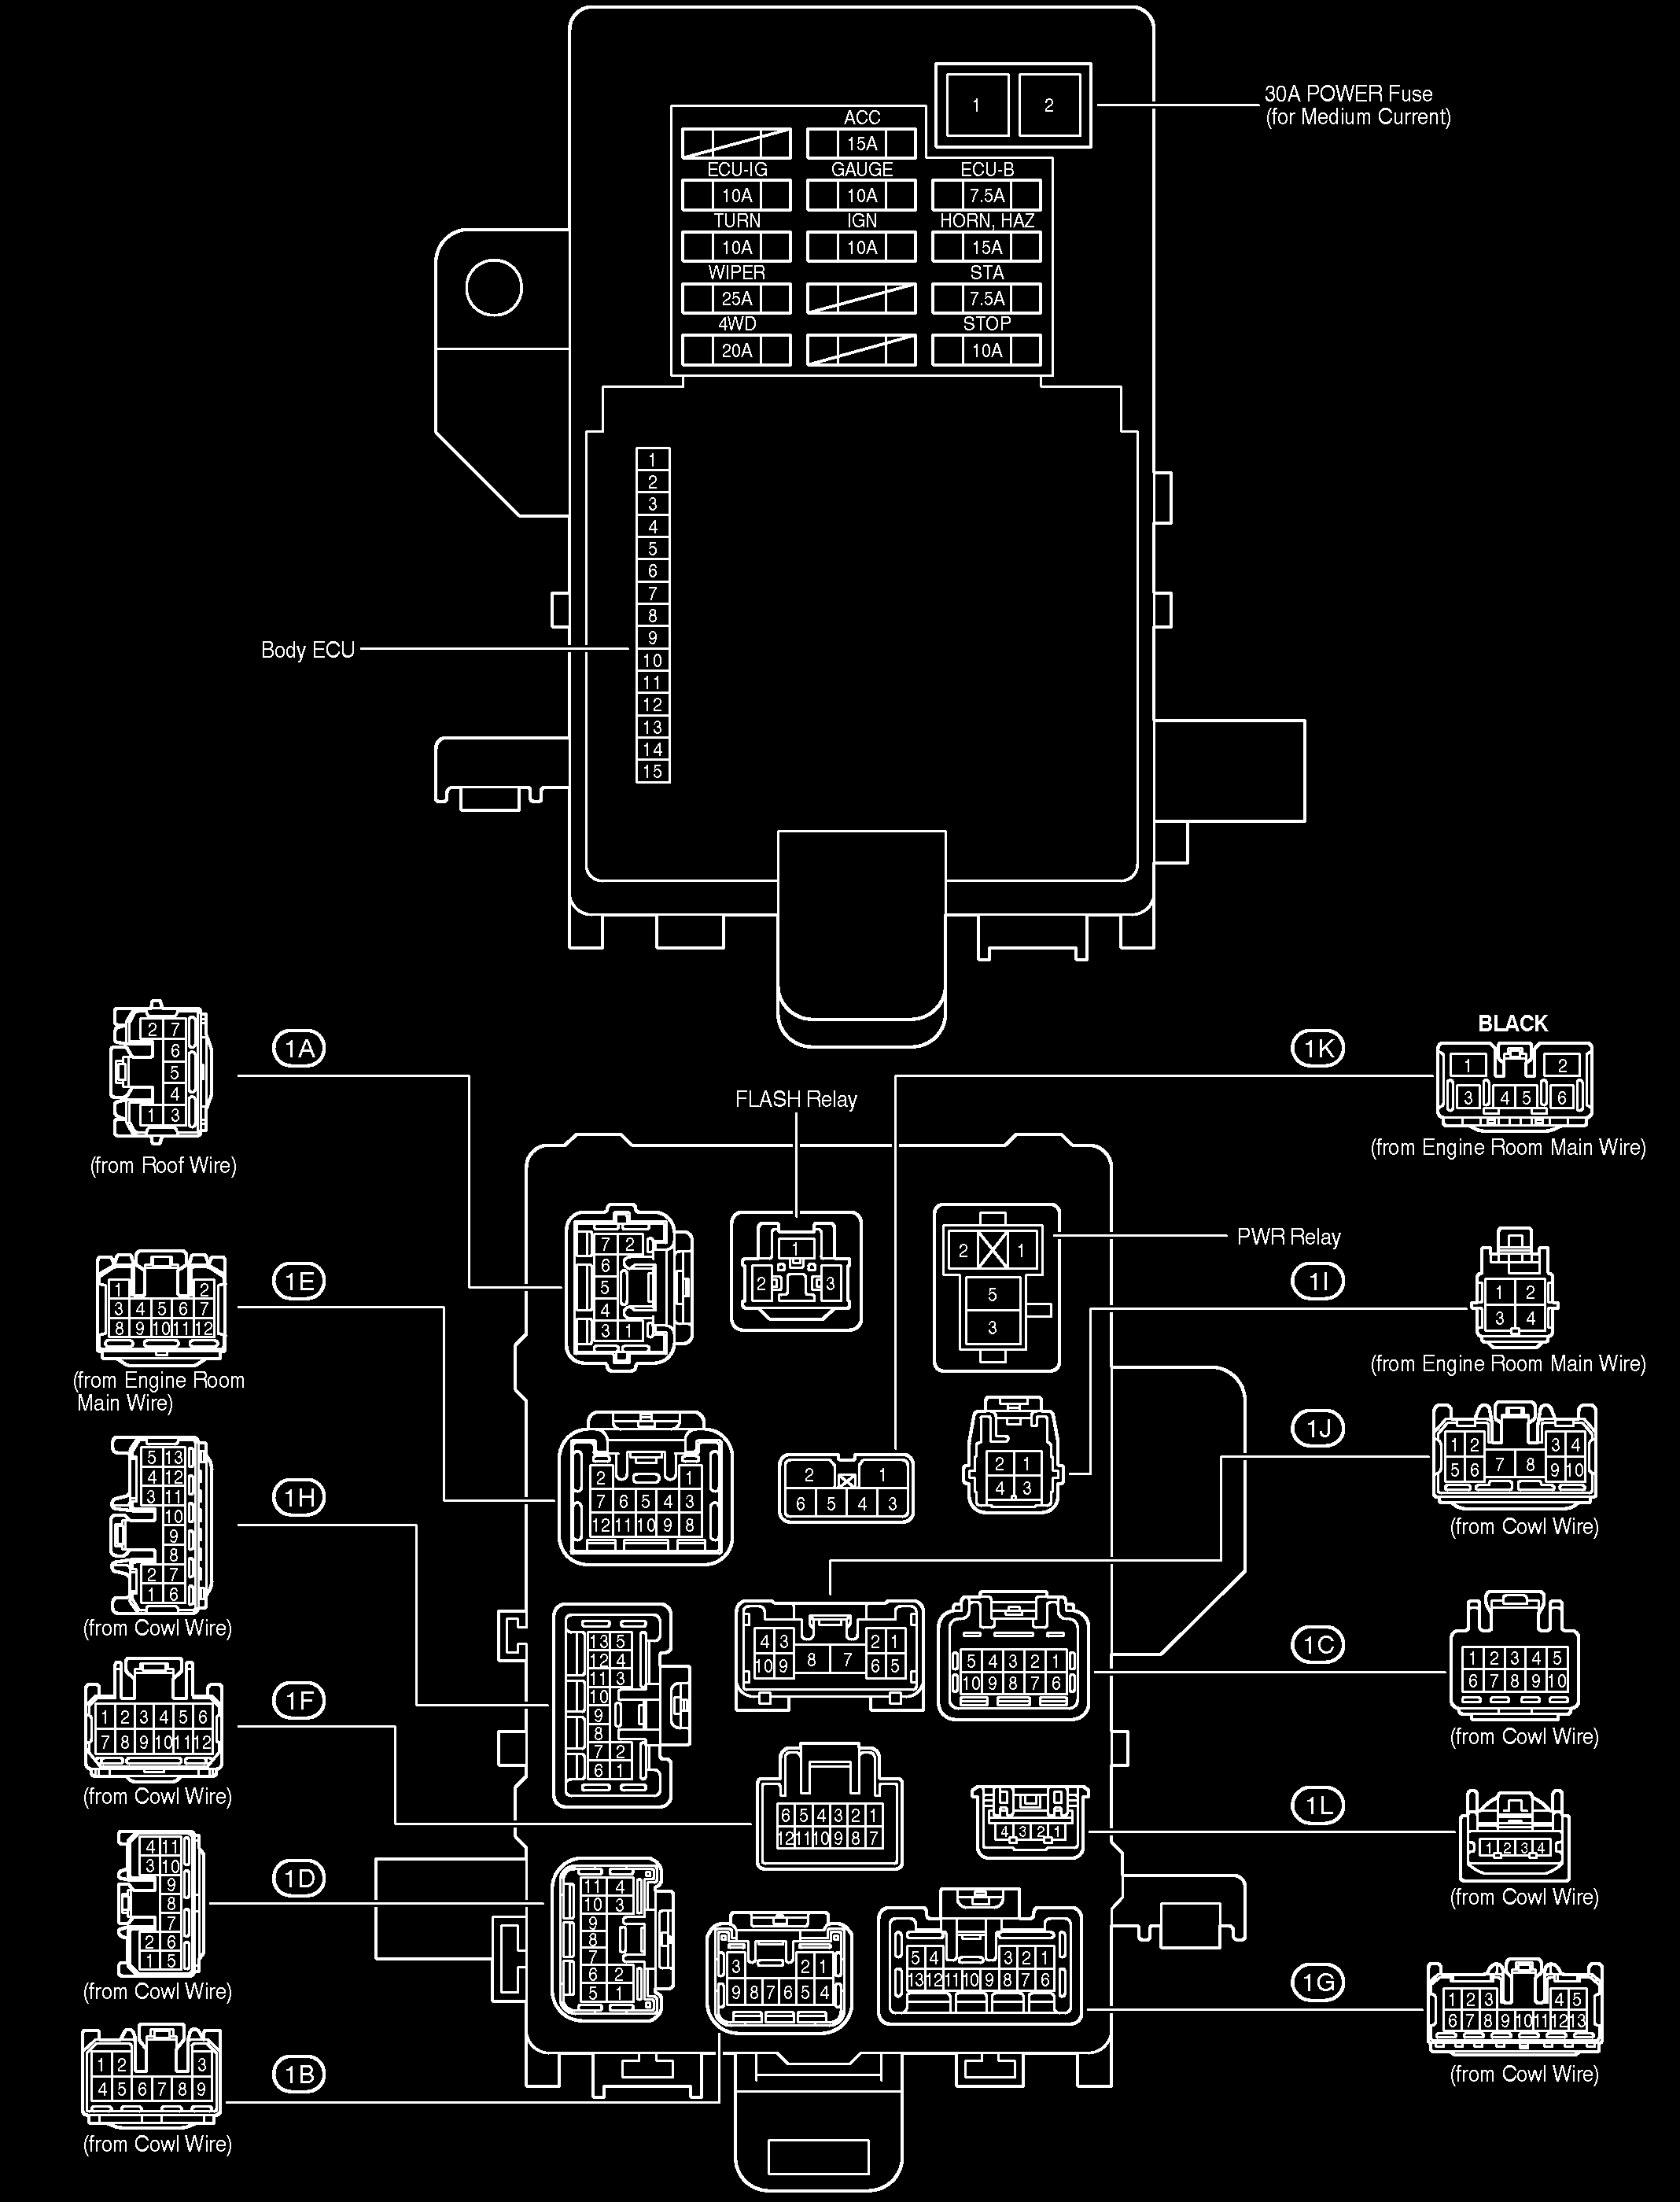 1 2
30A POWER Fuse
(for Medium Current)
ACC
15A
ECU-IG GAUGE ECU-B
10A 10A 7.5A
TURN IGN HORN, HAZ
10A 10A 15A
WIPER STA
25A 7.5A
4WD STOP
20A 10A
1
2
3
4
5
6
7
8
9
Body ECU
10
11
12
13
14
15
2 7
6
5
4
1 3
(from Roof Wire)
1A
FLASH Relay
1K
BLACK
1 2
3 4 5 6
(from Engine Room Main Wire)
7 2
6
5
4
3 1
1
2 3
2 1
5
3
PWR Relay
1E
1 2
3 4 5 6 7
8 9 10 11 12
(from Engine Room
Main Wire)
1I
1 2
3 4
(from Engine Room Main Wire)
2 1
7 6 5 4 3
12 11 10 9 8
2 1
6 5 4 3
2 1
4 3
1J
1 2 3 4
5 6 7 8 9 10
(from Cowl Wire)
5 13
4 12
3 11
10
9
8
2 7
1 6
(from Cowl Wire)
1H
13 5
12 4
11 3
10
9
8
7 2
6 1
4 3 2 1
10 9 8 7 6 5
5 4 3 2 1
10 9 8 7 6
1C
1 2 3 4 5
6 7 8 9 10
(from Cowl Wire)
1F
1 2 3 4 5 6
7 8 9 10 11 12
(from Cowl Wire)
6 5 4 3 2 1
12 11 10 9 8 7
4 3 2 1
1L
1 2 3 4
(from Cowl Wire)
4 11
3 10
9
8
7
2 6
1 5
(from Cowl Wire)
1D
11 4
10 3
9
8
7
6 2
5 1
3 2 1
9 8 7 6 5 4
5 4 3 2 1
13 12 11 10 9 8 7 6
1G
1 2 3 4 5
6 7 8 9 10 11 12 13
(from Cowl Wire)
1 2 3
4 5 6 7 8 9
(from Cowl Wire)
1B